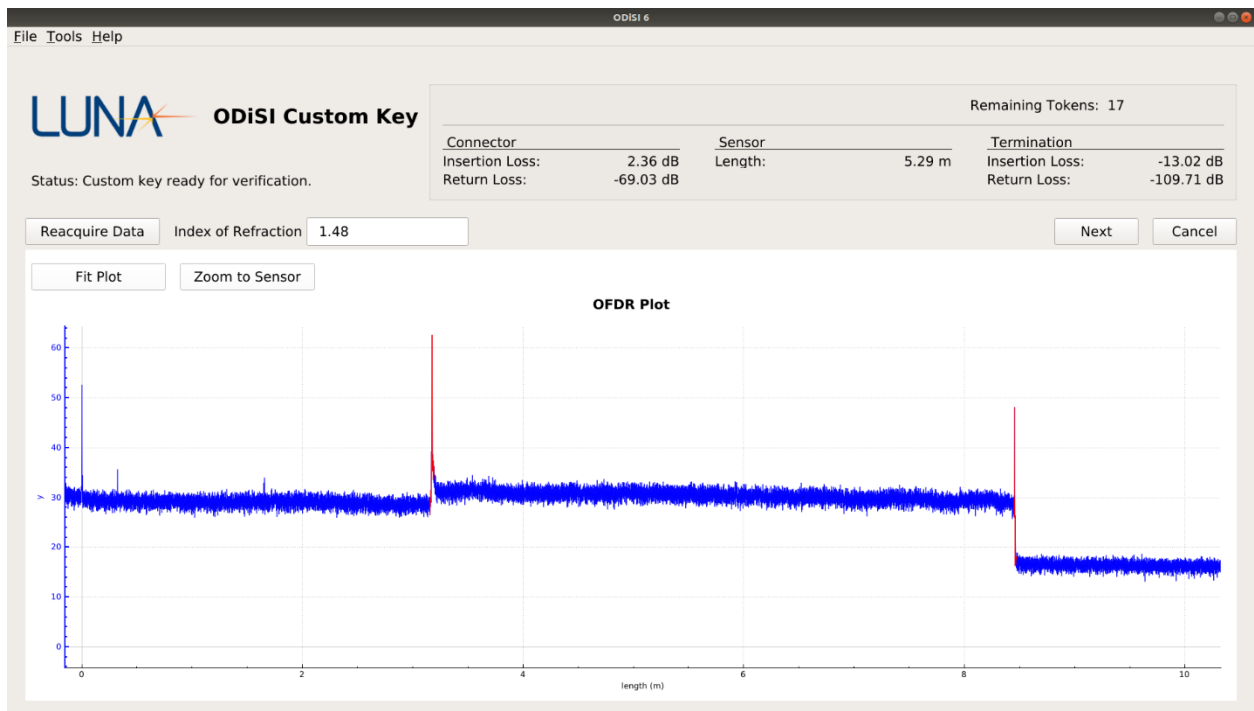 ODiSI 6
File Tools Help
LUNA
ODiSI Custom Key
Status: Custom key ready for verification.
Remaining Tokens: 17
Connector Sensor Termination
Insertion Loss: 2.36 dB Length: 5.29 m Insertion Loss: -13.02 dB
Return Loss: -69.03 dB Return Loss: -109.71 dB
Reacquire Data Index of Refraction 1.48 Next Cancel
Fit Plot Zoom to Sensor
OFDR Plot
60
50
40
y 30
20
10
0
0 2 4 6 8 10
length (m)